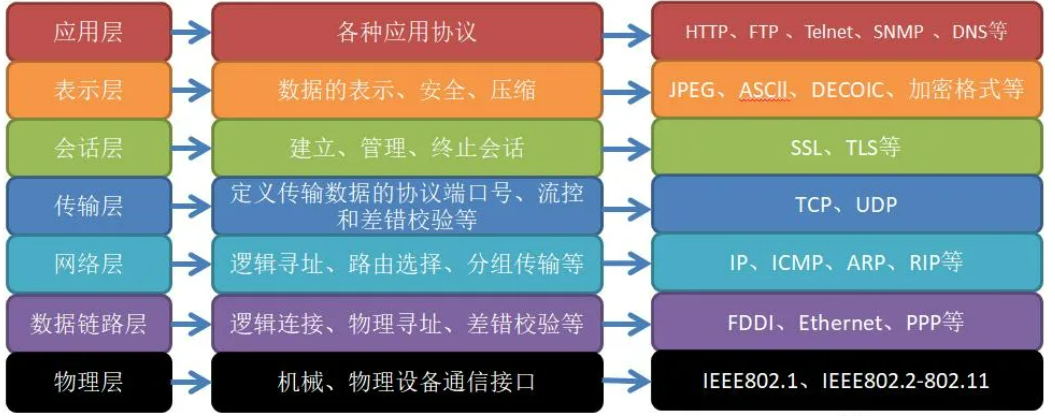 应用层
各种应用协议
HTTP、FTP 、Telnet、SNMP 、DNS等
表示层
数据的表示、安全、压缩
JPEG、ASCll、DECOIC、加密格式等
会话层
建立、管理、终止会话
SSL、TLS等
传输层
定义传输数据的协议端口号、流控
和差错校验等
TCP、UDP
网络层
逻辑寻址、路由选择、分组传输等
IP、ICMP、ARP、RIP等
数据链路层
逻辑连接、物理寻址、差错校验等
FDDI、Ethernet、PPP等
物理层
机械、物理设备通信接口
IEEE802.1、IEEE802.2-802.11